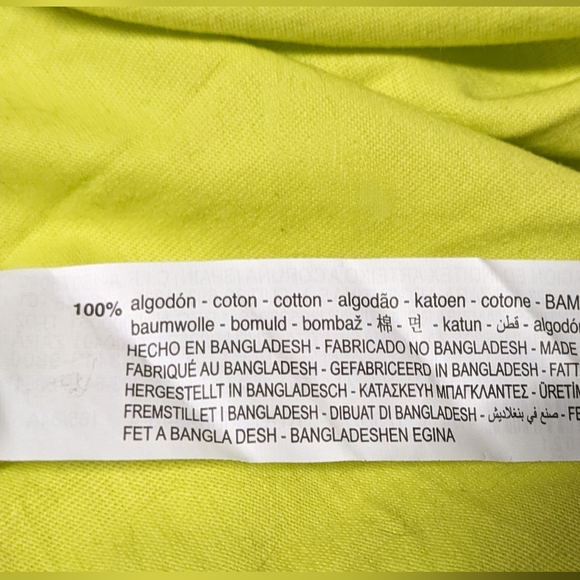 100% algodón - coton - cotton - algodão - katoen - cotone - BAM
baumwolle - bomuld - bombaž - 棉 - 면 - katun - قطن - algodó
HECHO EN BANGLADESH - FABRICADO NO BANGLADESH - MADE
FABRIQUÉ AU BANGLADESH - GEFABRICEERD IN BANGLADESH - FATT
HERGESTELLT IN BANGLADESCH - ΚΑΤΑΣΚΕΥΗ ΜΠΑΓΚΛΑΝΤΕΣ - ÜRETİM
FREMSTILLET I BANGLADESH - DIBUAT DI BANGLADESH - صنع في بنغلاديش - FE
FET A BANGLA DESH - BANGLADESHEN EGINA